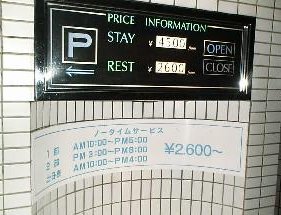 PRICE INFORMATION
P
STAY ¥ 4500 OPEN
REST ¥ 2600 CLOSE
ノータイムサービス
1部 AM10:00~PM5:00
2部 PM3:00~PM8:00
AM10:00~PM4:00
¥2.600~